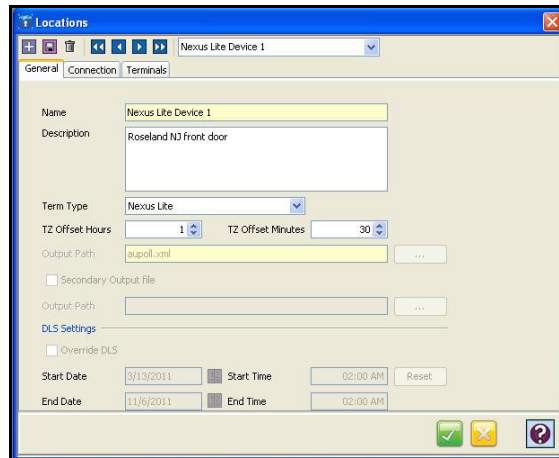 Locations
Nexus Lite Device 1
General Connection Terminals
Name Nexus Lite Device 1
Description Roseland NJ front door
Term Type Nexus Lite
TZ Offset Hours 1 TZ Offset Minutes 30
Output Path aupoll.xml ...
Secondary Output file
Output Path ...
DLS Settings
Override DLS
Start Date 3/13/2011 Start Time 02:00 AM Reset
End Date 11/6/2011 End Time 02:00 AM
?